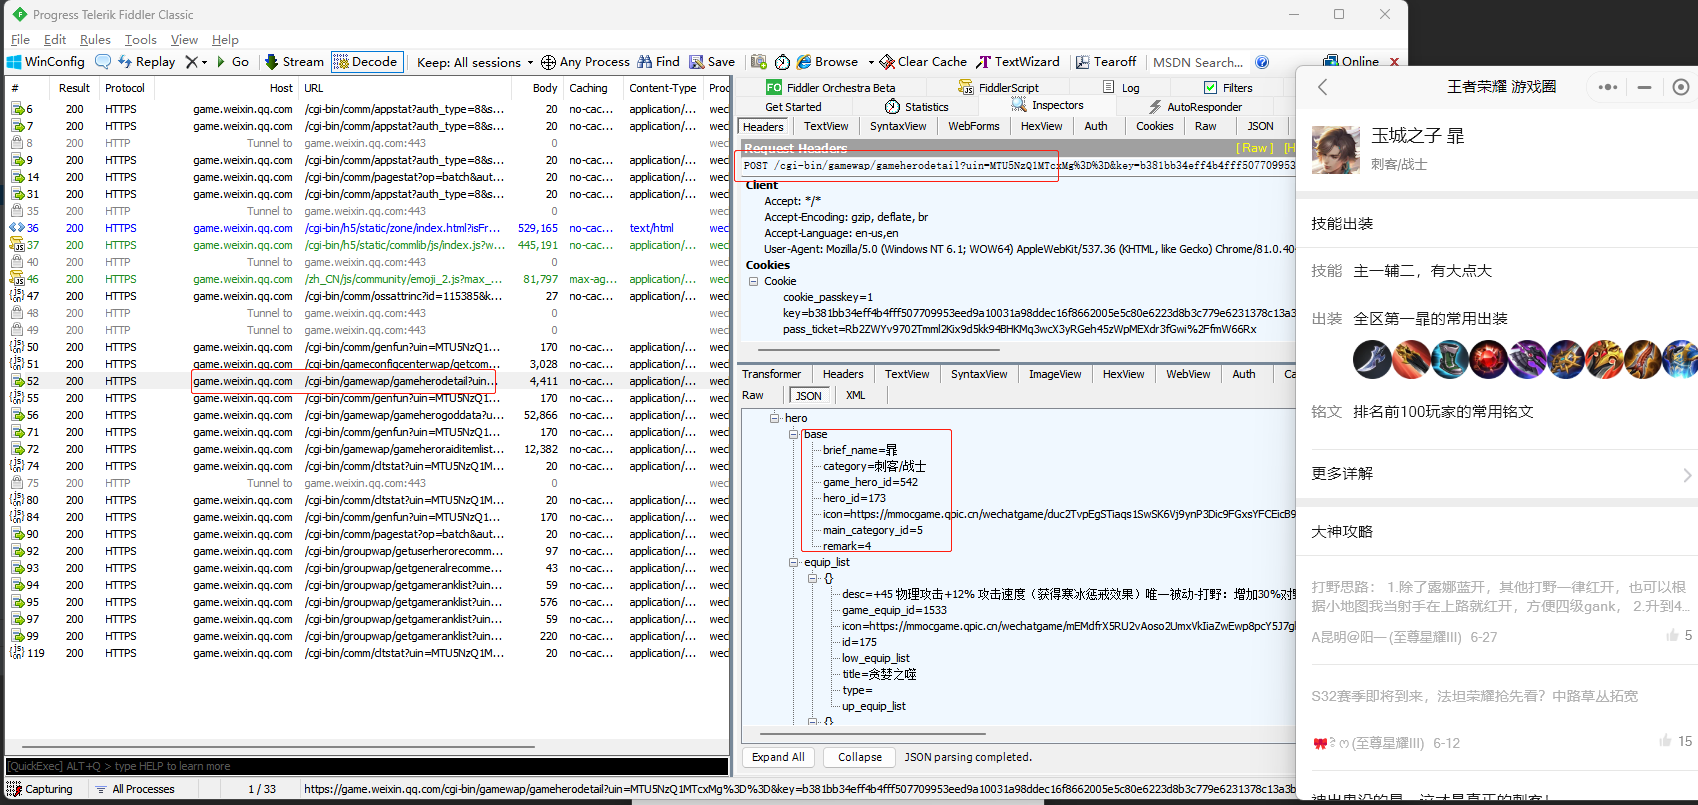 Progress Telerik Fiddler Classic
File Edit Rules Tools View Help
WinConfig Replay Go Stream Decode Keep: All sessions Any Process Find Save Browse Clear Cache TextWizard Tearoff MSDN Search... Online
# Result Protocol Host URL Body Caching Content-Type Proc
6 200 HTTPS game.weixin.qq.com /cgi-bin/comm/appstat?auth_type=8&s... 20 no-cac... application/... wec
7 200 HTTPS game.weixin.qq.com /cgi-bin/comm/appstat?auth_type=8&s... 20 no-cac... application/... wec
8 200 HTTP Tunnel to game.weixin.qq.com:443 0 wec
9 200 HTTPS game.weixin.qq.com /cgi-bin/comm/appstat?auth_type=8&s... 20 no-cac... application/... wec
14 200 HTTPS game.weixin.qq.com /cgi-bin/comm/pagestat?op=batch&aut... 20 no-cac... application/... wec
31 200 HTTPS game.weixin.qq.com /cgi-bin/comm/appstat?auth_type=8&s... 20 no-cac... application/... wec
35 200 HTTP Tunnel to game.weixin.qq.com:443 0 wec
36 200 HTTPS game.weixin.qq.com /cgi-bin/h5/static/zone/index.html?isFr... 529,165 no-cac... text/html wec
37 200 HTTPS game.weixin.qq.com /cgi-bin/h5/static/commlib/js/index.js?w... 445,191 no-cac... application/... wec
40 200 HTTP Tunnel to game.weixin.qq.com:443 0 wec
46 200 HTTPS game.weixin.qq.com /zh_CN/js/community/emoji_2.js?max_... 81,797 max-ag... application/... wec
47 200 HTTPS game.weixin.qq.com /cgi-bin/comm/ossattrinc?id=115385&k... 27 no-cac... application/... wec
48 200 HTTP Tunnel to game.weixin.qq.com:443 0 wec
49 200 HTTP Tunnel to game.weixin.qq.com:443 0 wec
50 200 HTTPS game.weixin.qq.com /cgi-bin/comm/genfun?uin=MTU5NzQ1... 170 no-cac... application/... wec
51 200 HTTPS game.weixin.qq.com /cgi-bin/gameconfigcenterwap/getcom... 3,028 no-cac... application/... wec
52 200 HTTPS game.weixin.qq.com /cgi-bin/gamewap/gameherodetail?uin... 4,411 no-cac... application/... wec
55 200 HTTPS game.weixin.qq.com /cgi-bin/comm/genfun?uin=MTU5NzQ1... 170 no-cac... application/... wec
56 200 HTTPS game.weixin.qq.com /cgi-bin/gamewap/gameherogoddata?u... 52,866 no-cac... application/... wec
71 200 HTTPS game.weixin.qq.com /cgi-bin/comm/genfun?uin=MTU5NzQ1... 170 no-cac... application/... wec
72 200 HTTPS game.weixin.qq.com /cgi-bin/gamewap/gameheroraiditemlist... 12,382 no-cac... application/... wec
74 200 HTTPS game.weixin.qq.com /cgi-bin/comm/cltstat?uin=MTU5NzQ1M... 20 no-cac... application/... wec
75 200 HTTP Tunnel to game.weixin.qq.com:443 0 wec
80 200 HTTPS game.weixin.qq.com /cgi-bin/comm/cltstat?uin=MTU5NzQ1M... 20 no-cac... application/... wec
84 200 HTTPS game.weixin.qq.com /cgi-bin/comm/genfun?uin=MTU5NzQ1... 170 no-cac... application/... wec
90 200 HTTPS game.weixin.qq.com /cgi-bin/comm/pagestat?op=batch&aut... 20 no-cac... application/... wec
92 200 HTTPS game.weixin.qq.com /cgi-bin/groupwap/getuserherorecomm... 97 no-cac... application/... wec
93 200 HTTPS game.weixin.qq.com /cgi-bin/groupwap/getgeneralrecomme... 43 no-cac... application/... wec
94 200 HTTPS game.weixin.qq.com /cgi-bin/groupwap/getgameranklist?uin... 59 no-cac... application/... wec
95 200 HTTPS game.weixin.qq.com /cgi-bin/groupwap/getgameranklist?uin... 576 no-cac... application/... wec
97 200 HTTPS game.weixin.qq.com /cgi-bin/groupwap/getgameranklist?uin... 59 no-cac... application/... wec
99 200 HTTPS game.weixin.qq.com /cgi-bin/groupwap/getgameranklist?uin... 220 no-cac... application/... wec
119 200 HTTPS game.weixin.qq.com /cgi-bin/comm/cltstat?uin=MTU5NzQ1M... 20 no-cac... application/... wec
[QuickExec] ALT+Q > type HELP to learn more
Capturing All Processes 1 / 33 https://game.weixin.qq.com/cgi-bin/gamewap/gameherodetail?uin=MTU5NzQ1MTcxMg%3D%3D&key=b381bb34eff4b4fff507709953eed9a10031a98ddec16f8662005e5c80e6223d8b3c779e6231378c13a3b
FO Fiddler Orchestra Beta FiddlerScript Log Filters
Get Started Statistics Inspectors AutoResponder
Headers TextView SyntaxView WebForms HexView Auth Cookies Raw JSON
Request Headers [ Raw ] [H
POST /cgi-bin/gamewap/gameherodetail?uin=MTU5NzQ1MTcxMg%3D%3D&key=b381bb34eff4b4fff507709953
Client
Accept: */*
Accept-Encoding: gzip, deflate, br
Accept-Language: en-us,en
User-Agent: Mozilla/5.0 (Windows NT 6.1; WOW64) AppleWebKit/537.36 (KHTML, like Gecko) Chrome/81.0.40
Cookies
Cookie
cookie_passkey=1
key=b381bb34eff4b4fff507709953eed9a10031a98ddec16f8662005e5c80e6223d8b3c779e6231378c13a3
pass_ticket=Rb2ZWYv9702Tmml2Kix9d5kk94BHKMq3wcX3yRGeh45zWpMEXdr3fGwi%2FfmW66Rx
Transformer Headers TextView SyntaxView ImageView HexView WebView Auth Ca
Raw JSON XML
hero
base
brief_name=暃
category=刺客/战士
game_hero_id=542
hero_id=173
icon=https://mmocgame.qpic.cn/wechatgame/duc2TvpEgSTiaqs1SwSK6Vj9ynP3Dic9FGxsYFCEicB9
main_category_id=5
remark=4
equip_list
{}
desc=+45 物理攻击+12% 攻击速度（获得寒冰惩戒效果）唯一被动-打野：增加30%对野
game_equip_id=1533
icon=https://mmocgame.qpic.cn/wechatgame/mEMdfrX5RU2vAoso2UmxVkIiaZwEwp8pcY5J7gl
id=175
low_equip_list
title=贪婪之噬
type=
up_equip_list
{}
Expand All Collapse JSON parsing completed.
王者荣耀 游戏圈
玉城之子 暃
刺客/战士
技能出装
技能 主一辅二，有大点大
出装 全区第一暃的常用出装
铭文 排名前100玩家的常用铭文
更多详解
大神攻略
打野思路： 1.除了露娜蓝开，其他打野一律红开，也可以根
据小地图我当射手在上路就红开，方便四级gank， 2.升到4...
A昆明@阳一 (至尊星耀III) 6-27 5
S32赛季即将到来，法坦荣耀抢先看？中路草丛拓宽
(至尊星耀III) 6-12 15
神出鬼没的暃，这才是真正的刺客！